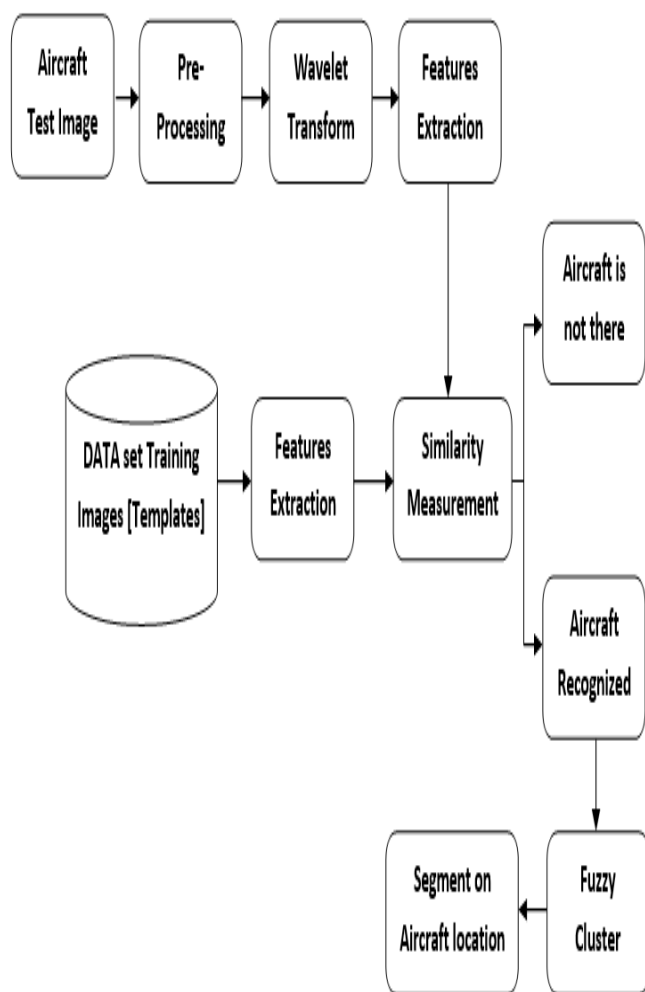 Aircraft
Test Image
Pre-
Processing
Wavelet
Transform
Features
Extraction
Aircraft is
not there
DATA set Training
Images [Templates]
Features
Extraction
Similarity
Measurement
Aircraft
Recognized
Segment on
Aircraft location
Fuzzy
Cluster